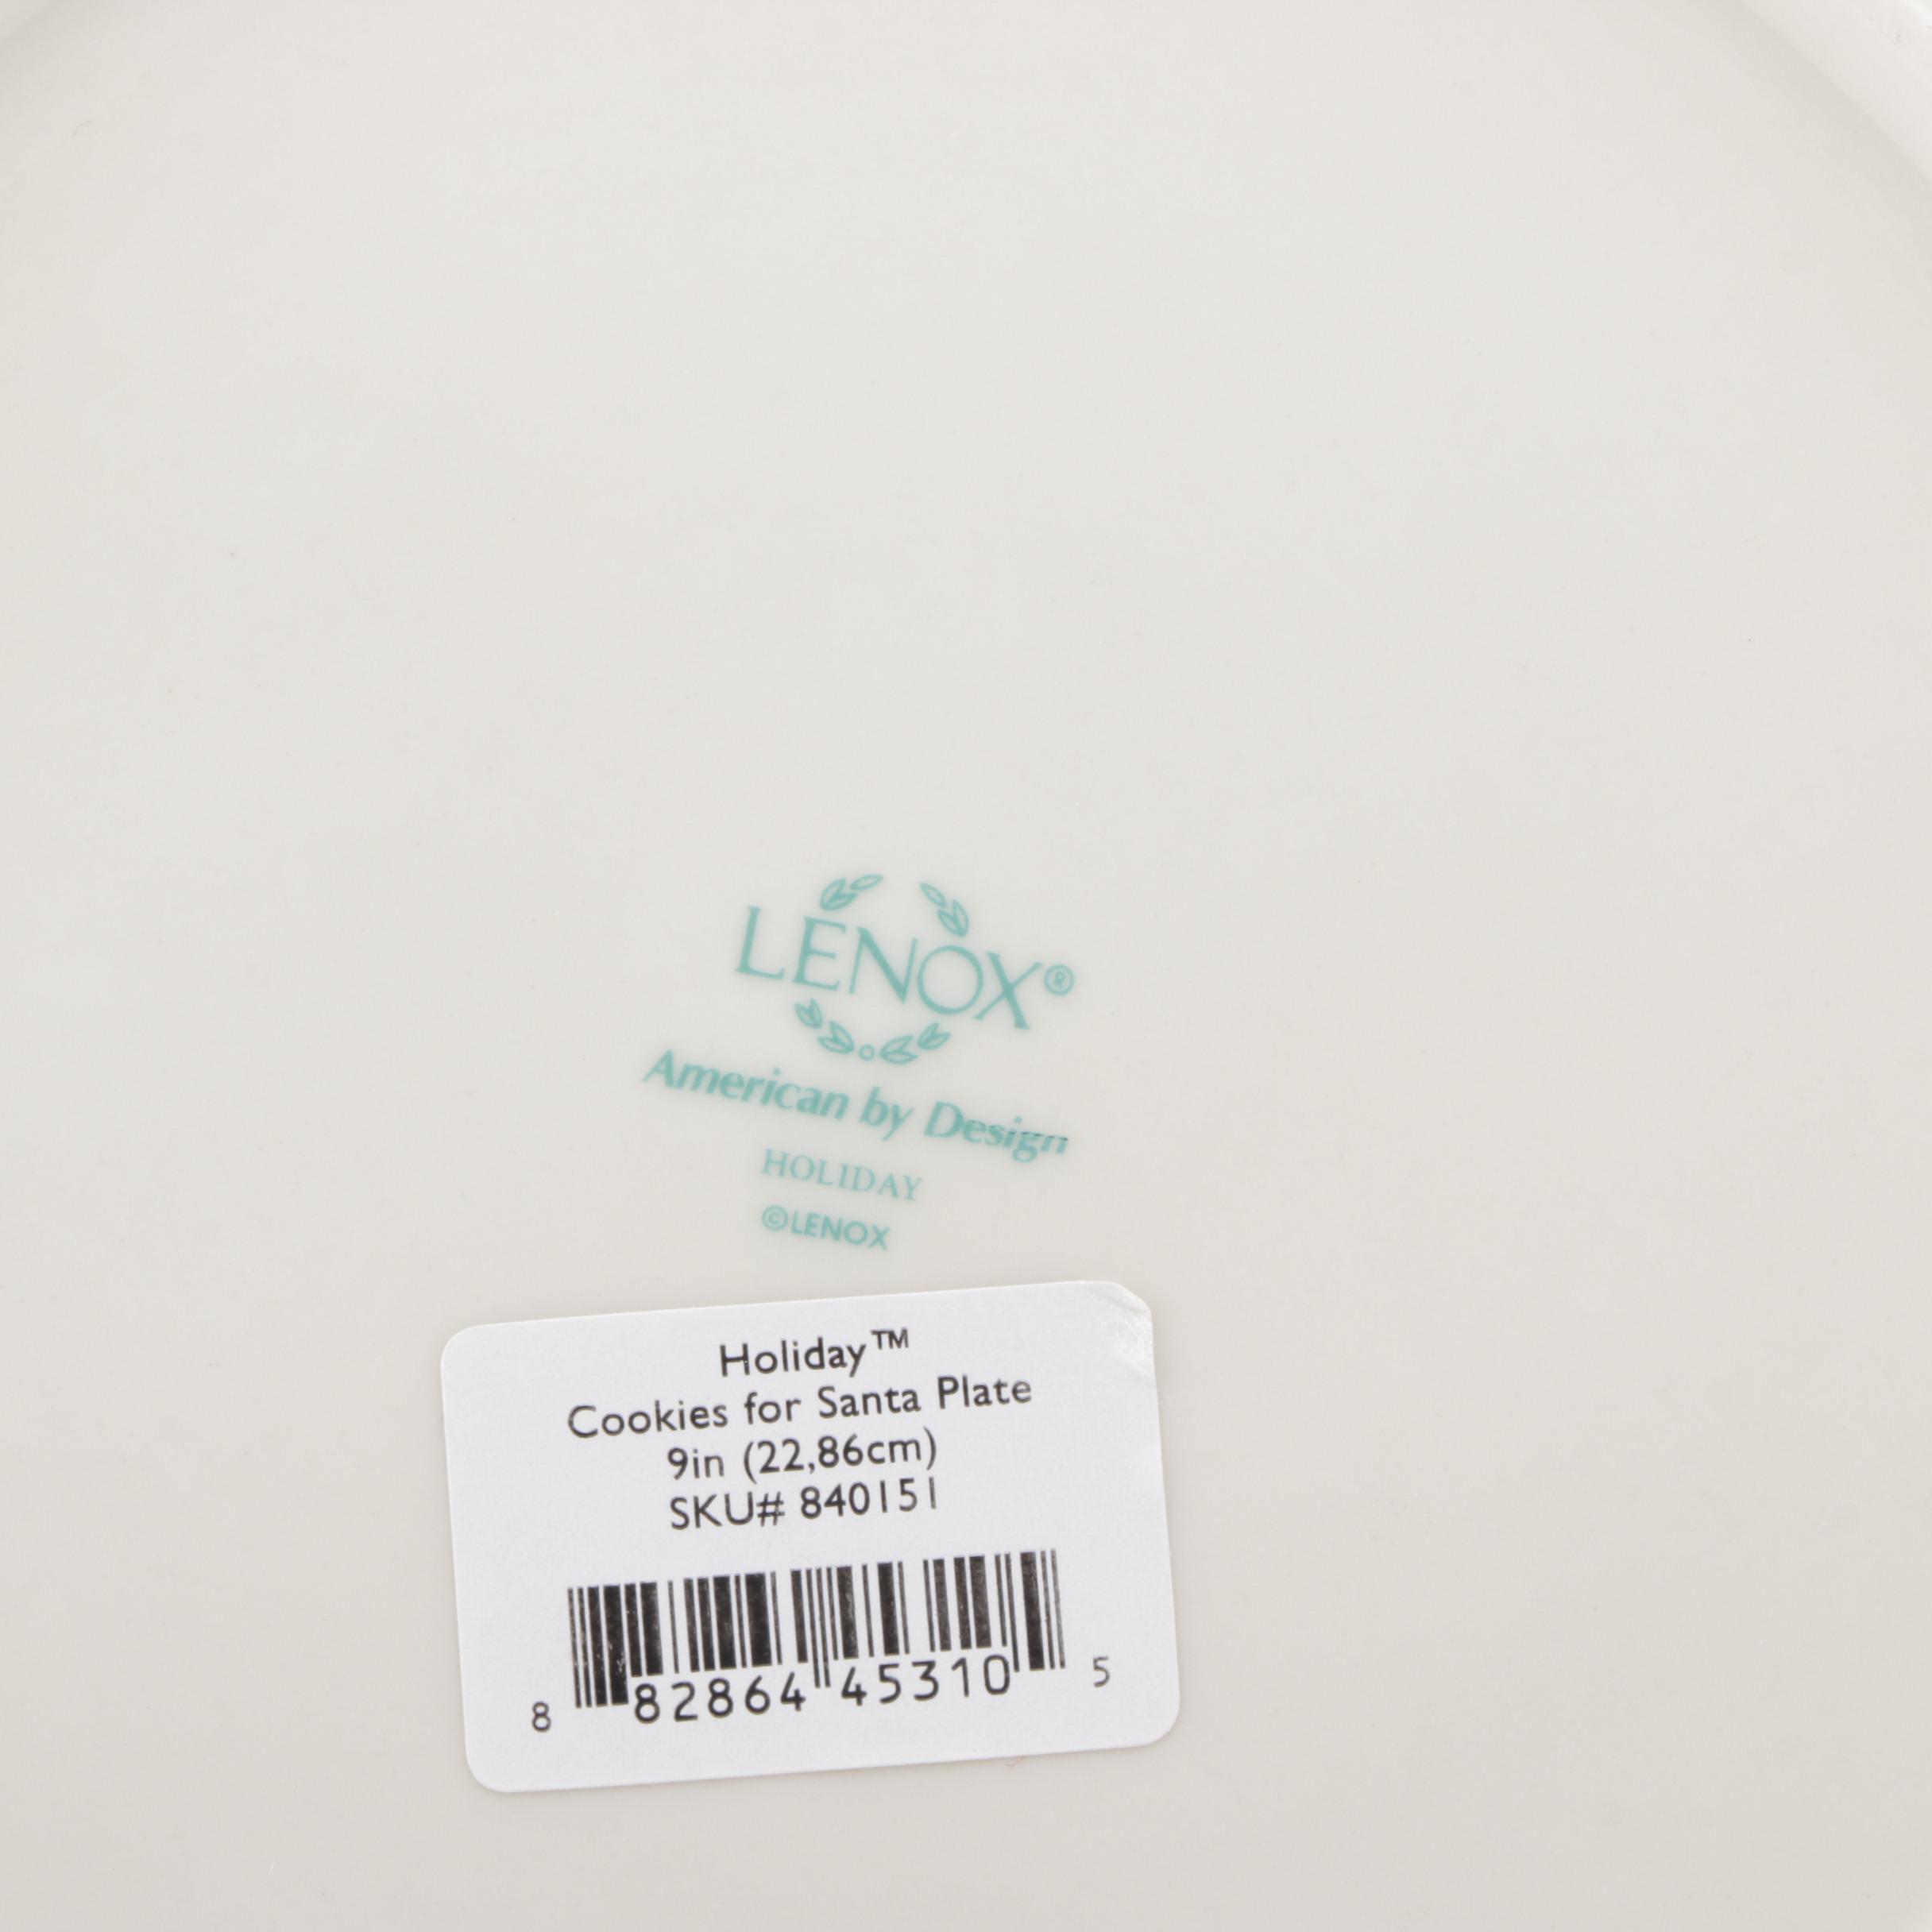 LENOX®
American by Design
HOLIDAY
©LENOX
Holiday™
Cookies for Santa Plate
9in (22,86cm)
SKU# 840151
8 82864 45310 5